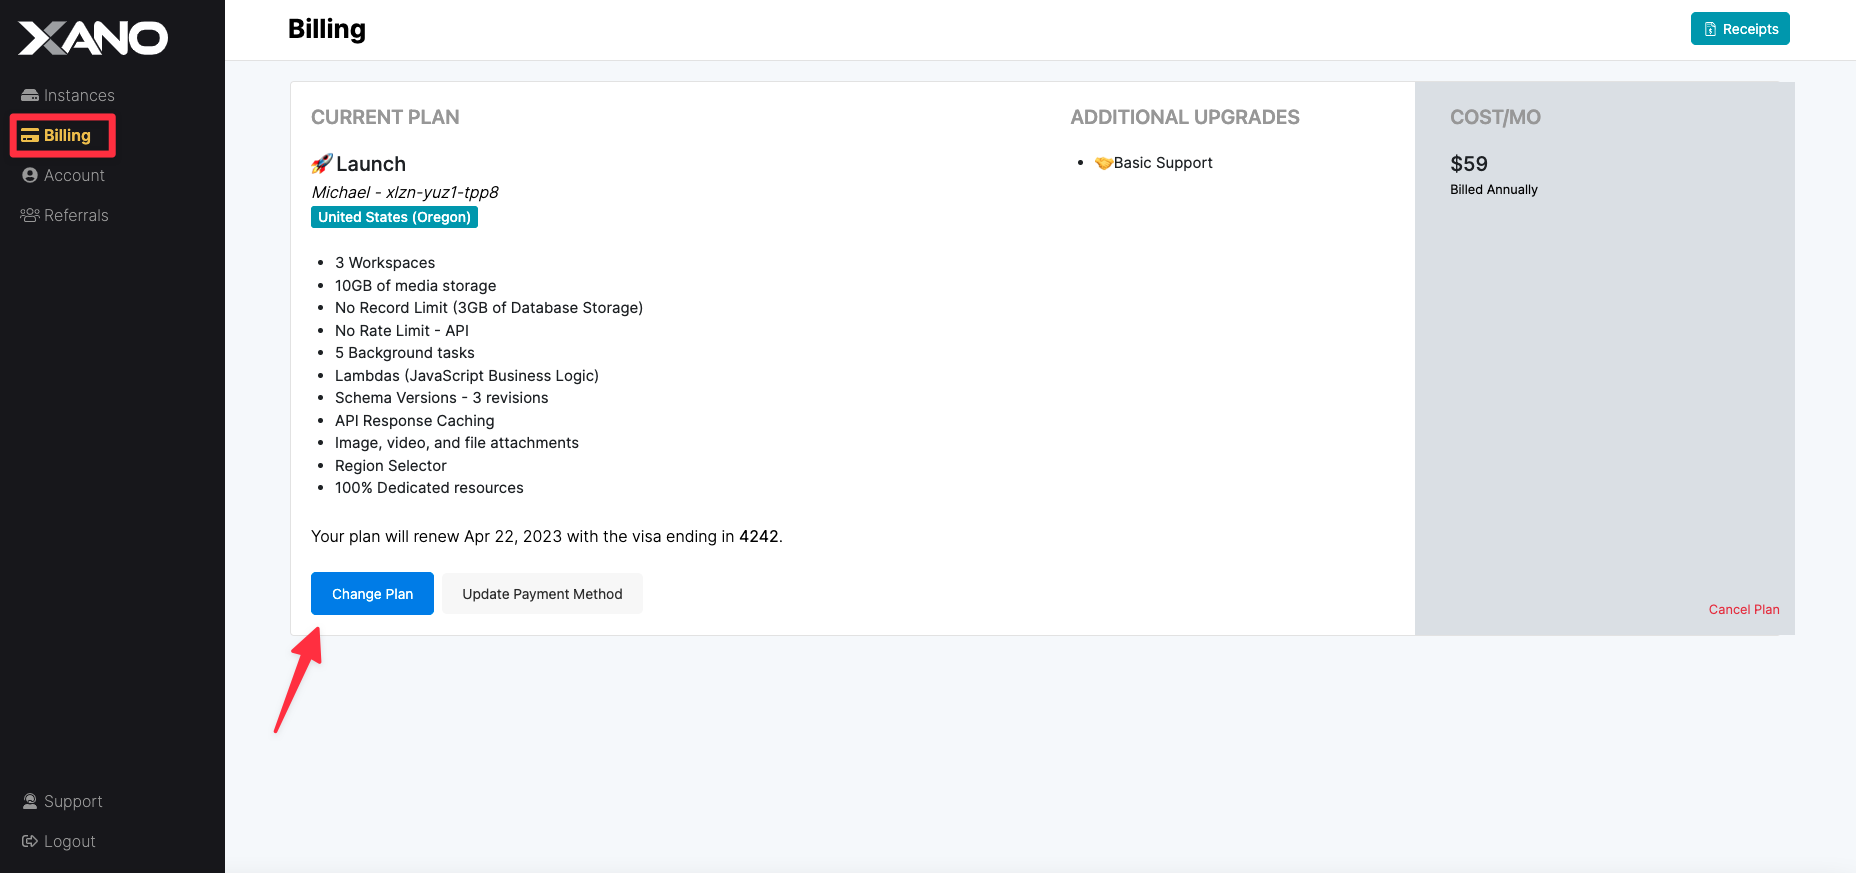 XANO
Instances
Billing
Account
Referrals
Support
Logout
Billing
Receipts
CURRENT PLAN
🚀Launch
Michael - xlzn-yuz1-tpp8
United States (Oregon)
• 3 Workspaces
• 10GB of media storage
• No Record Limit (3GB of Database Storage)
• No Rate Limit - API
• 5 Background tasks
• Lambdas (JavaScript Business Logic)
• Schema Versions - 3 revisions
• API Response Caching
• Image, video, and file attachments
• Region Selector
• 100% Dedicated resources
Your plan will renew Apr 22, 2023 with the visa ending in 4242.
Change Plan
Update Payment Method
ADDITIONAL UPGRADES
• 🤝Basic Support
COST/MO
$59
Billed Annually
Cancel Plan